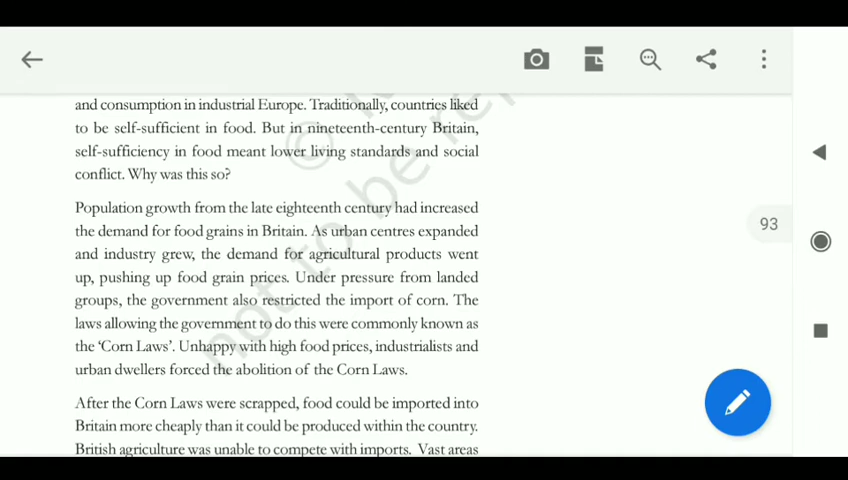 and consumption in industrial Europe. Traditionally, countries liked
to be self-sufficient in food. But in nineteenth-century Britain,
self-sufficiency in food meant lower living standards and social
conflict. Why was this so?
Population growth from the late eighteenth century had increased
the demand for food grains in Britain. As urban centres expanded
and industry grew, the demand for agricultural products went
up, pushing up food grain prices. Under pressure from landed
groups, the government also restricted the import of corn. The
laws allowing the government to do this were commonly known as
the ‘Corn Laws’. Unhappy with high food prices, industrialists and
urban dwellers forced the abolition of the Corn Laws.
After the Corn Laws were scrapped, food could be imported into
Britain more cheaply than it could be produced within the country.
British agriculture was unable to compete with imports. Vast areas
93
©
not to be